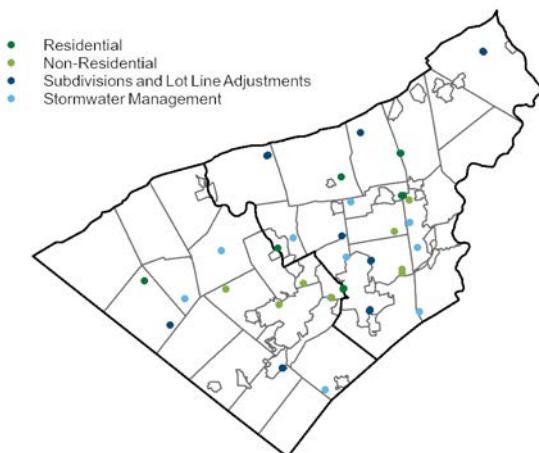 Residential
Non-Residential
Subdivisions and Lot Line Adjustments
Stormwater Management